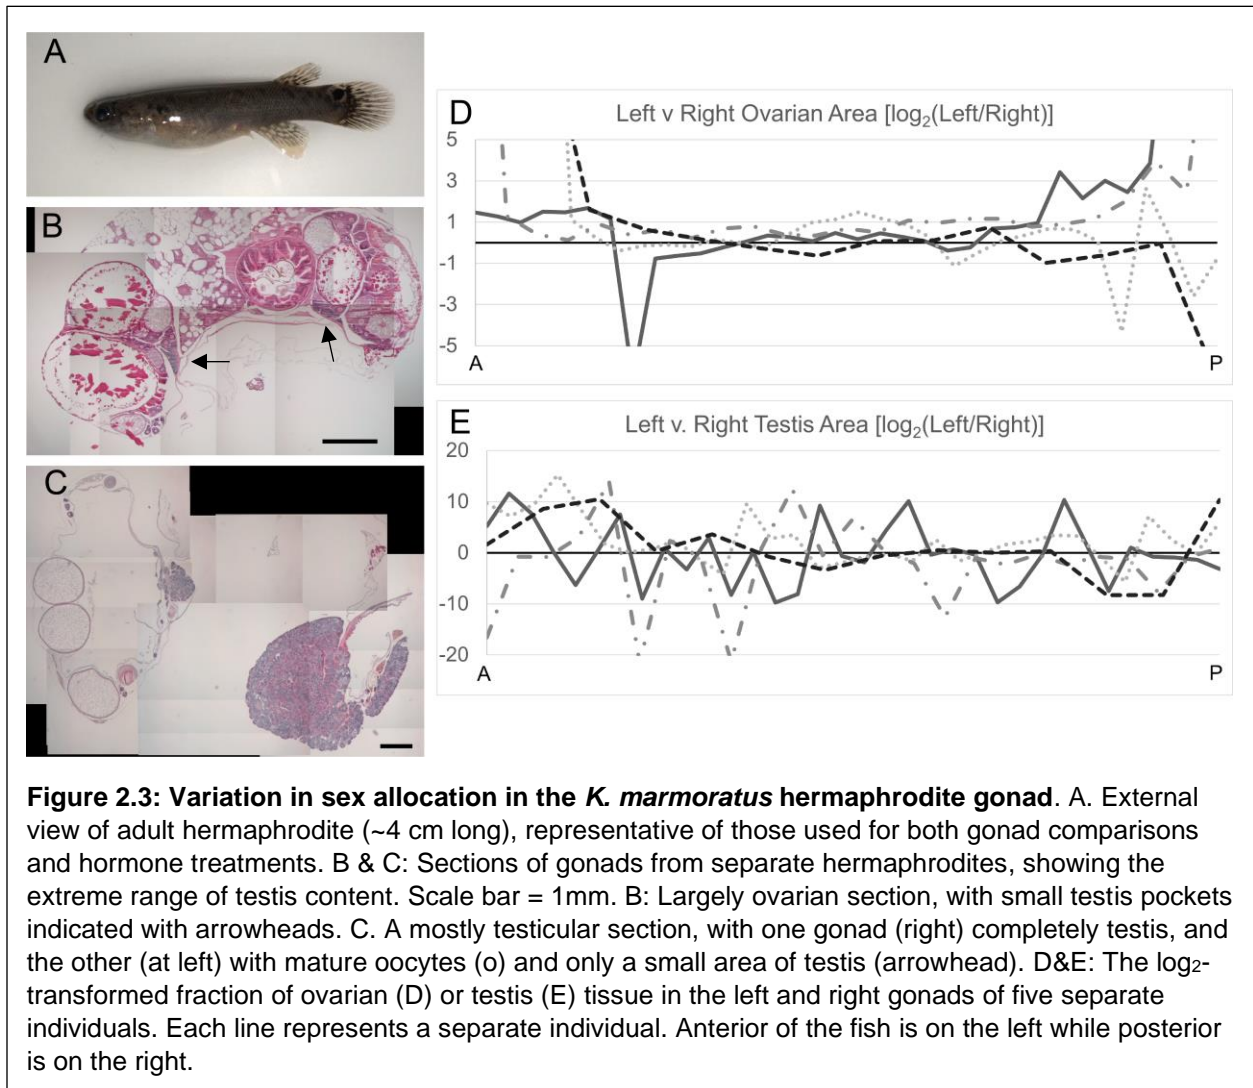 A
B
C
D
Left v Right Ovarian Area [log₂(Left/Right)]
5
3
1
-1
-3
-5
A
P
E
Left v. Right Testis Area [log₂(Left/Right)]
20
10
0
-10
-20
A
P
Figure 2.3: Variation in sex allocation in the K. marmoratus hermaphrodite gonad. A. External
view of adult hermaphrodite (~4 cm long), representative of those used for both gonad comparisons
and hormone treatments. B & C: Sections of gonads from separate hermaphrodites, showing the
extreme range of testis content. Scale bar = 1mm. B: Largely ovarian section, with small testis pockets
indicated with arrowheads. C. A mostly testicular section, with one gonad (right) completely testis, and
the other (at left) with mature oocytes (o) and only a small area of testis (arrowhead). D&E: The log₂-
transformed fraction of ovarian (D) or testis (E) tissue in the left and right gonads of five separate
individuals. Each line represents a separate individual. Anterior of the fish is on the left while posterior
is on the right.